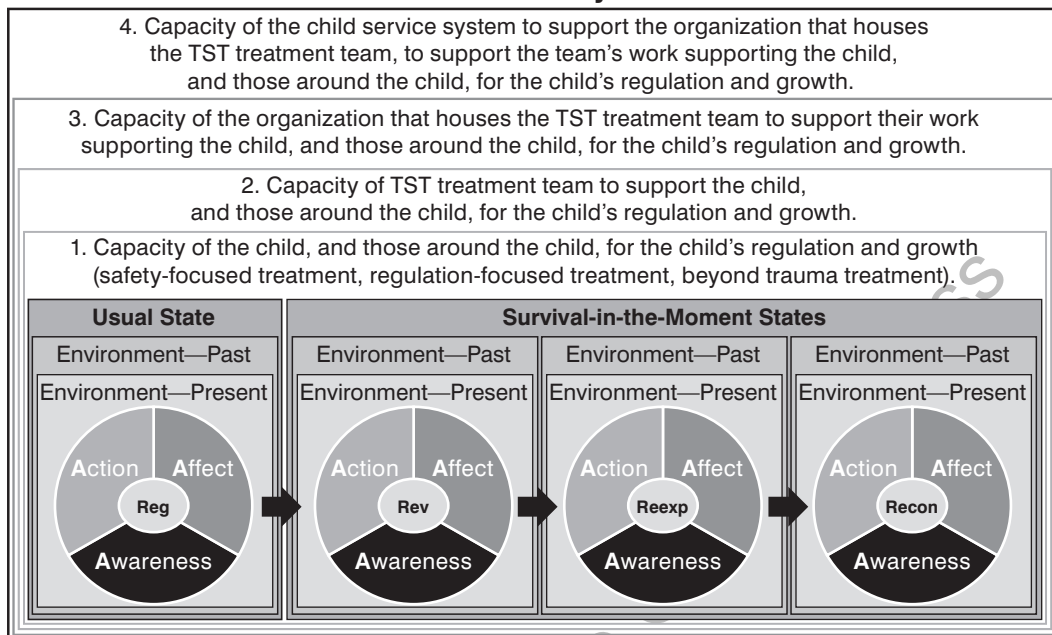 4. Capacity of the child service system to support the organization that houses
the TST treatment team, to support the team's work supporting the child,
and those around the child, for the child's regulation and growth.
3. Capacity of the organization that houses the TST treatment team to support their work
supporting the child, and those around the child, for the child's regulation and growth.
2. Capacity of TST treatment team to support the child,
and those around the child, for the child's regulation and growth.
1. Capacity of the child, and those around the child, for the child's regulation and growth
(safety-focused treatment, regulation-focused treatment, beyond trauma treatment).
Usual State
Survival-in-the-Moment States
Environment—Past
Environment—Past
Environment—Past
Environment—Past
Environment—Present
Environment—Present
Environment—Present
Environment—Present
Action Affect
Action Affect
Action Affect
Action Affect
Reg
Rev
Reexp
Recon
Awareness
Awareness
Awareness
Awareness